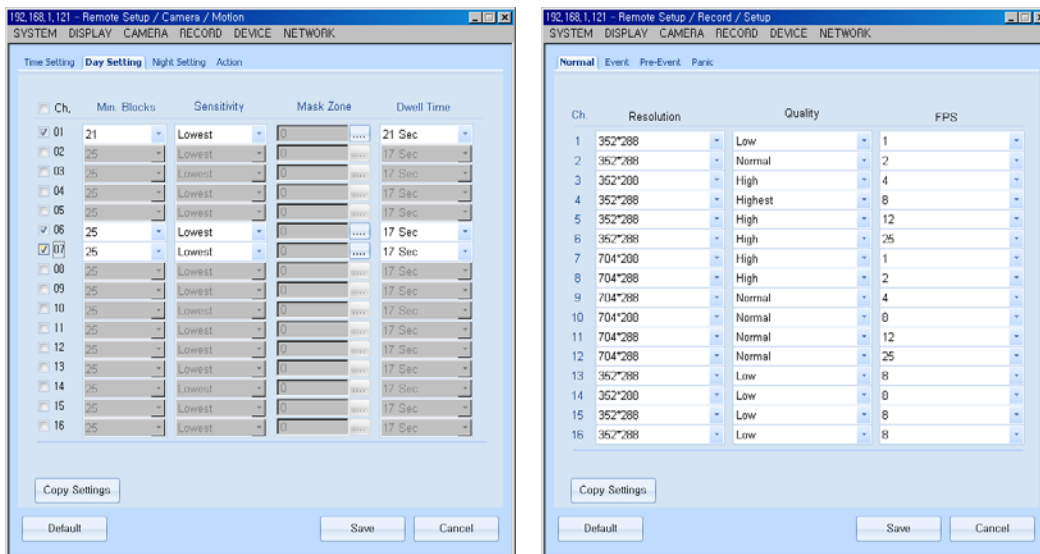 192,168,1,121 - Remote Setup / Camera / Motion
SYSTEM DISPLAY CAMERA RECORD DEVICE NETWORK
Time Setting Day Setting Night Setting Action
Ch. Min. Blocks Sensitivity Mask Zone Dwell Time
01 21 Lowest 0 .... 21 Sec
02 25 Lowest 0 .... 17 Sec
03 25 Lowest 0 .... 17 Sec
04 25 Lowest 0 .... 17 Sec
05 25 Lowest 0 .... 17 Sec
06 25 Lowest 0 .... 17 Sec
07 25 Lowest 0 .... 17 Sec
08 25 Lowest 0 .... 17 Sec
09 25 Lowest 0 .... 17 Sec
10 25 Lowest 0 .... 17 Sec
11 25 Lowest 0 .... 17 Sec
12 25 Lowest 0 .... 17 Sec
13 25 Lowest 0 .... 17 Sec
14 25 Lowest 0 .... 17 Sec
15 25 Lowest 0 .... 17 Sec
16 25 Lowest 0 .... 17 Sec
Copy Settings
Default Save Cancel
192,168,1,121 - Remote Setup / Record / Setup
SYSTEM DISPLAY CAMERA RECORD DEVICE NETWORK
Normal Event Pre-Event Panic
Ch. Resolution Quality FPS
1 352*288 Low 1
2 352*288 Normal 2
3 352*288 High 4
4 352*288 Highest 8
5 352*288 High 12
6 352*288 High 25
7 704*288 High 1
8 704*288 High 2
9 704*288 Normal 4
10 704*288 Normal 8
11 704*288 Normal 12
12 704*288 Normal 25
13 352*288 Low 8
14 352*288 Low 8
15 352*288 Low 8
16 352*288 Low 8
Copy Settings
Default Save Cancel